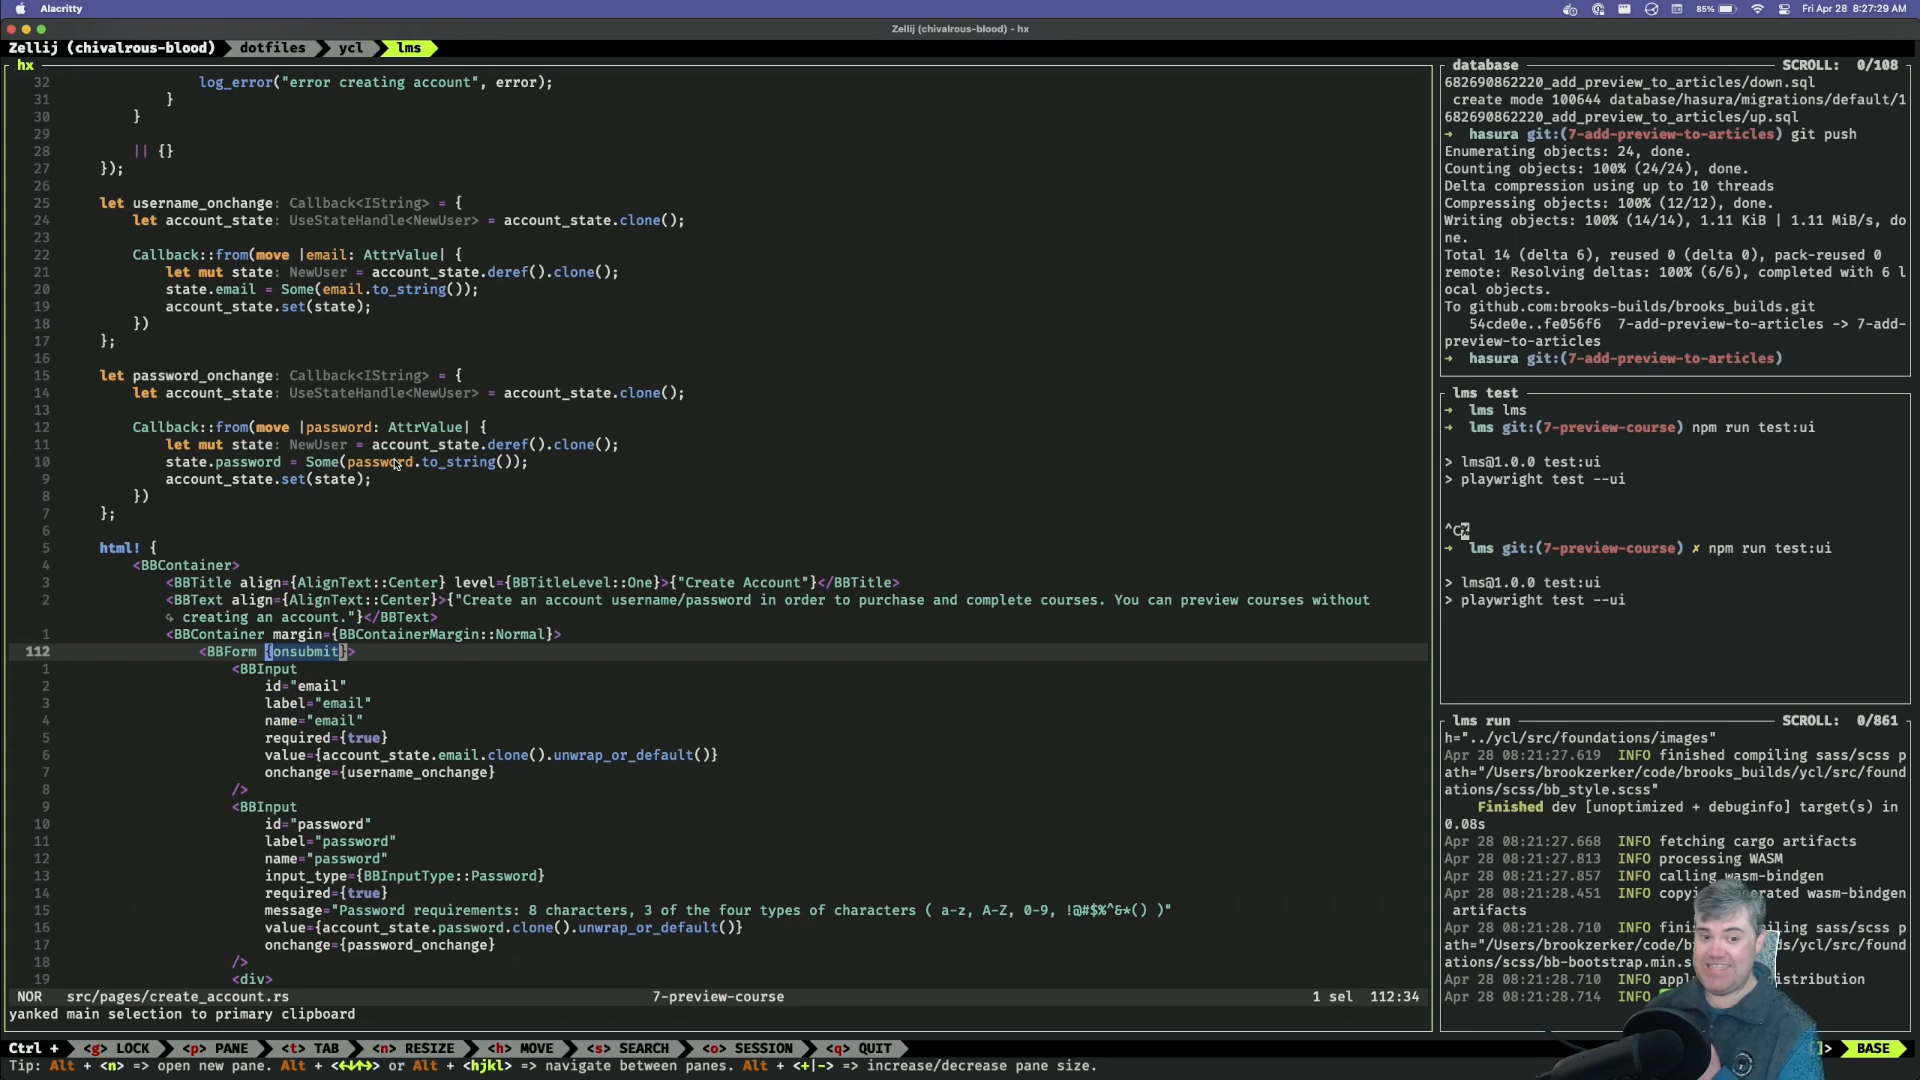 Alacritty
85%
Fri Apr 28 8:27:29 AM
Zellij (chivalrous-blood) - hx
Zellij (chivalrous-blood) dotfiles ycl lms
hx
32 log_error("error creating account", error);
31 }
30 }
29
28 || {}
27 });
26
25 let username_onchange: Callback<IString> = {
24 let account_state: UseStateHandle<NewUser> = account_state.clone();
23
22 Callback::from(move |email: AttrValue| {
21 let mut state: NewUser = account_state.deref().clone();
20 state.email = Some(email.to_string());
19 account_state.set(state);
18 })
17 };
16
15 let password_onchange: Callback<IString> = {
14 let account_state: UseStateHandle<NewUser> = account_state.clone();
13
12 Callback::from(move |password: AttrValue| {
11 let mut state: NewUser = account_state.deref().clone();
10 state.password = Some(password.to_string());
9 account_state.set(state);
8 })
7 };
6
5 html! {
4 <BBContainer>
3 <BBTitle align={AlignText::Center} level={BBTitleLevel::One}>{"Create Account"}</BBTitle>
2 <BBText align={AlignText::Center}>{"Create an account username/password in order to purchase and complete courses. You can preview courses without
↪ creating an account."}</BBText>
1 <BBContainer margin={BBContainerMargin::Normal}>
112 <BBForm {onsubmit}>
1 <BBInput
2 id="email"
3 label="email"
4 name="email"
5 required={true}
6 value={account_state.email.clone().unwrap_or_default()}
7 onchange={username_onchange}
8 />
9 <BBInput
10 id="password"
11 label="password"
12 name="password"
13 input_type={BBInputType::Password}
14 required={true}
15 message="Password requirements: 8 characters, 3 of the four types of characters ( a-z, A-Z, 0-9, !@#$%^&*() )"
16 value={account_state.password.clone().unwrap_or_default()}
17 onchange={password_onchange}
18 />
19 <div>
NOR src/pages/create_account.rs 7-preview-course 1 sel 112:34
yanked main selection to primary clipboard
database SCROLL: 0/108
682690862220_add_preview_to_articles/down.sql
create mode 100644 database/hasura/migrations/default/1
682690862220_add_preview_to_articles/up.sql
→ hasura git:(7-add-preview-to-articles) git push
Enumerating objects: 24, done.
Counting objects: 100% (24/24), done.
Delta compression using up to 10 threads
Compressing objects: 100% (12/12), done.
Writing objects: 100% (14/14), 1.11 KiB | 1.11 MiB/s, do
ne.
Total 14 (delta 6), reused 0 (delta 0), pack-reused 0
remote: Resolving deltas: 100% (6/6), completed with 6 l
ocal objects.
To github.com:brooks-builds/brooks_builds.git
54cde0e..fe056f6 7-add-preview-to-articles -> 7-add-
preview-to-articles
→ hasura git:(7-add-preview-to-articles)
lms test
→ lms lms
→ lms git:(7-preview-course) npm run test:ui
> lms@1.0.0 test:ui
> playwright test --ui
^C%
→ lms git:(7-preview-course) ✗ npm run test:ui
> lms@1.0.0 test:ui
> playwright test --ui
lms run SCROLL: 0/861
h="../ycl/src/foundations/images"
Apr 28 08:21:27.619 INFO finished compiling sass/scss p
ath="/Users/brookzerker/code/brooks_builds/ycl/src/found
ations/scss/bb_style.scss"
Finished dev [unoptimized + debuginfo] target(s) in
0.08s
Apr 28 08:21:27.668 INFO fetching cargo artifacts
Apr 28 08:21:27.813 INFO processing WASM
Apr 28 08:21:27.857 INFO calling wasm-bindgen
Apr 28 08:21:28.451 INFO wasm-bindgen
artifacts
Apr 28 08:21:28.710 INFO sass/scss p
ath="/Users/brookzerker/code/ ycl/src/found
ations/scss/bb-bootstrap.min.s
Apr 28 08:21:28.710 INFO
Apr 28 08:21:28.714 INFO
Ctrl + <g> LOCK <p> PANE <t> TAB <n> RESIZE <h> MOVE <s> SEARCH <o> SESSION <q> QUIT BASE
Tip: Alt + <n> => open new pane. Alt + <←↓↑→> or Alt + <hjkl> => navigate between panes. Alt + <+|-> => increase/decrease pane size.